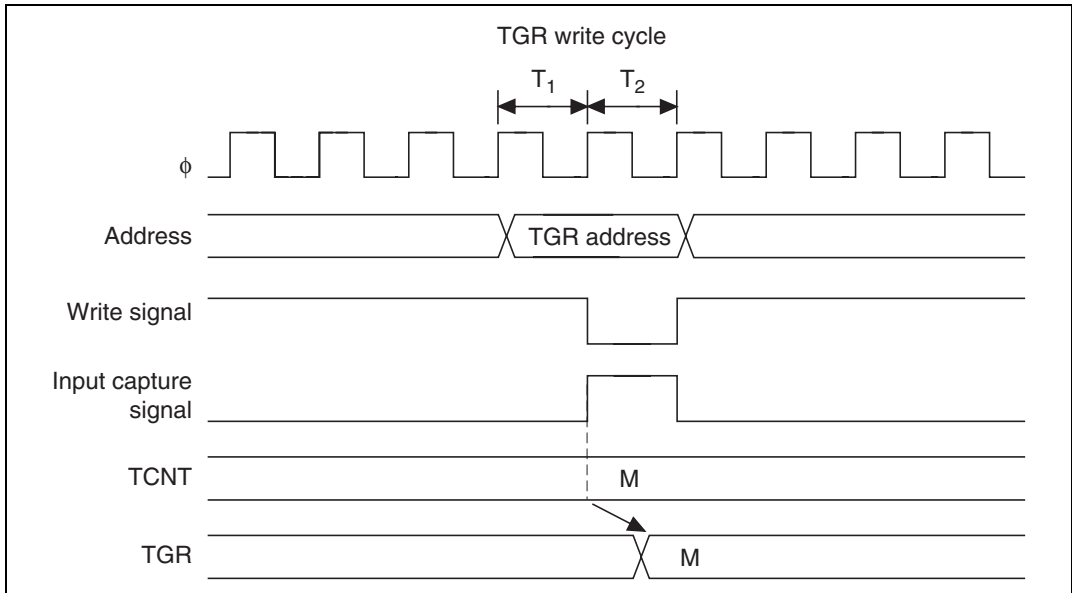 TGR write cycle
T1 T2
ϕ
Address
TGR address
Write signal
Input capture
signal
TCNT
M
TGR
M